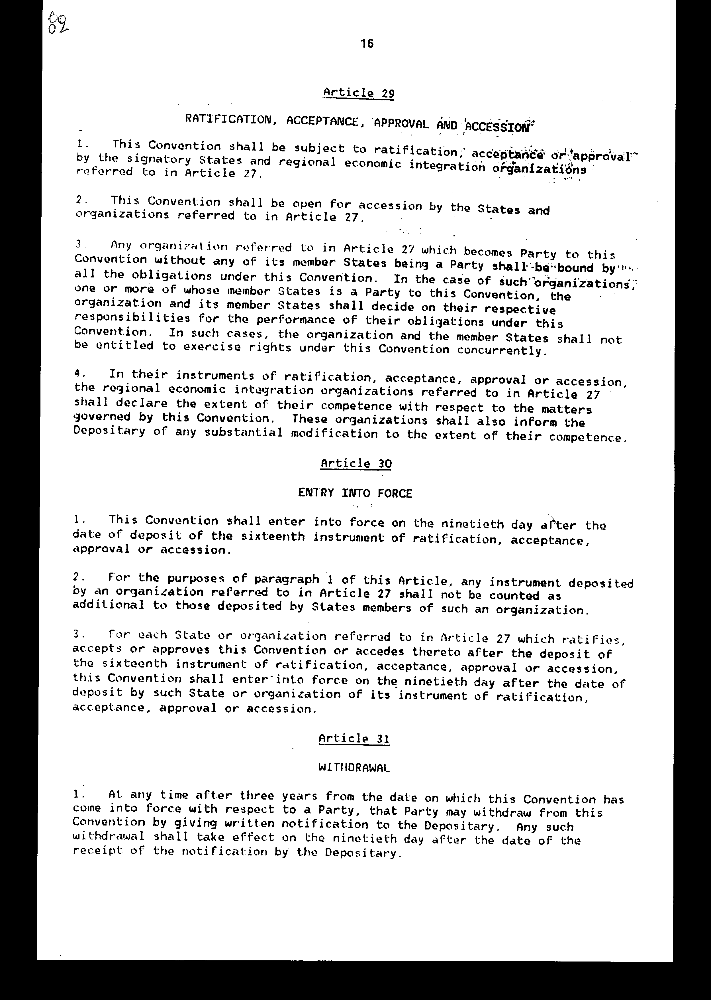 16
Article 29
RATIFICATION, ACCEPTANCE, APPROVAL AND ACCESSION
1. This Convention shall be subject to ratification, acceptance or approval
by the signatory States and regional economic integration organizations
referred to in Article 27.
2. This Convention shall be open for accession by the States and
organizations referred to in Article 27.
3. Any organization referred to in Article 27 which becomes Party to this
Convention without any of its member States being a Party shall be bound by
all the obligations under this Convention. In the case of such organizations,
one or more of whose member States is a Party to this Convention, the
organization and its member States shall decide on their respective
responsibilities for the performance of their obligations under this
Convention. In such cases, the organization and the member States shall not
be entitled to exercise rights under this Convention concurrently.
4. In their instruments of ratification, acceptance, approval or accession,
the regional economic integration organizations referred to in Article 27
shall declare the extent of their competence with respect to the matters
governed by this Convention. These organizations shall also inform the
Depositary of any substantial modification to the extent of their competence.
Article 30
ENTRY INTO FORCE
1. This Convention shall enter into force on the ninetieth day after the
date of deposit of the sixteenth instrument of ratification, acceptance,
approval or accession.
2. For the purposes of paragraph 1 of this Article, any instrument deposited
by an organization referred to in Article 27 shall not be counted as
additional to those deposited by States members of such an organization.
3. For each State or organization referred to in Article 27 which ratifies,
accepts or approves this Convention or accedes thereto after the deposit of
the sixteenth instrument of ratification, acceptance, approval or accession,
this Convention shall enter into force on the ninetieth day after the date of
deposit by such State or organization of its instrument of ratification,
acceptance, approval or accession.
Article 31
WITHDRAWAL
1. At any time after three years from the date on which this Convention has
come into force with respect to a Party, that Party may withdraw from this
Convention by giving written notification to the Depositary. Any such
withdrawal shall take effect on the ninetieth day after the date of the
receipt of the notification by the Depositary.